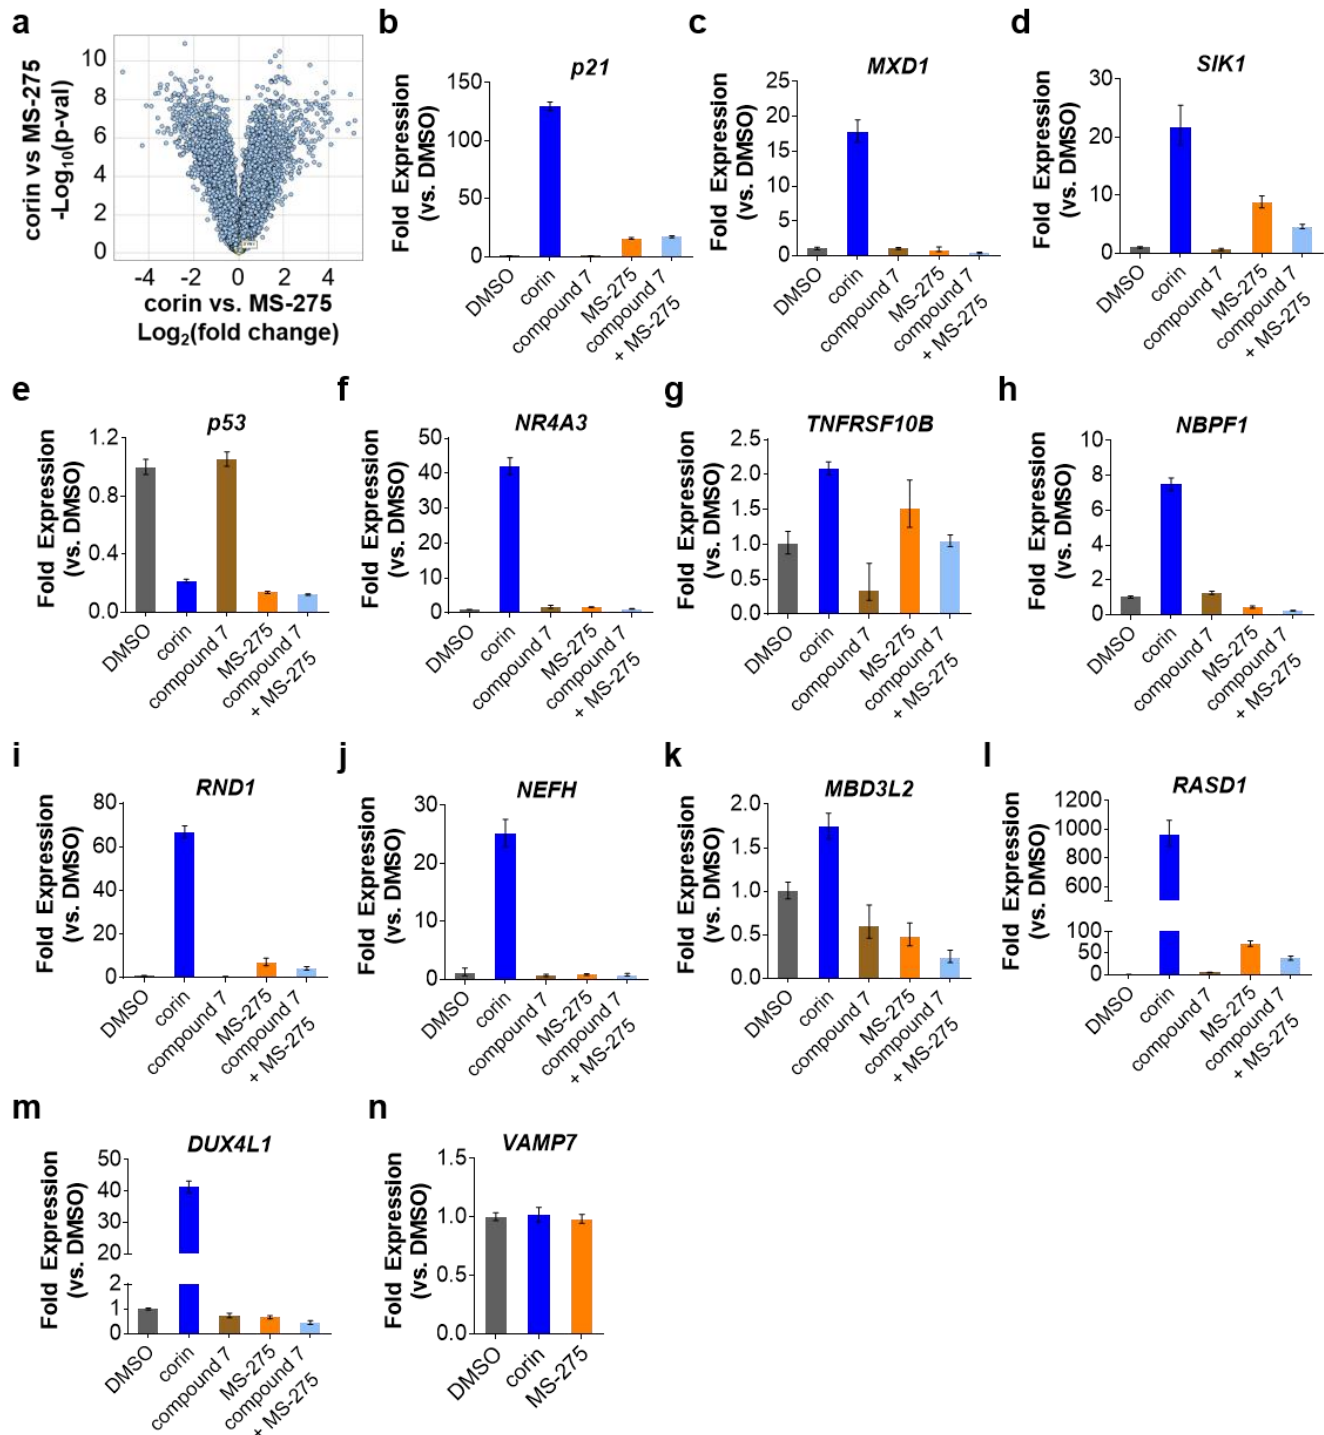 a
corin vs MS-275
-Log10(p-val)
10
8
6
4
2
0
-4 -2 0 2 4
corin vs. MS-275
Log2(fold change)
b
p21
Fold Expression
(vs. DMSO)
150
100
50
0
DMSO
corin
compound 7
MS-275
compound 7
+ MS-275
c
MXD1
Fold Expression
(vs. DMSO)
25
20
15
10
5
0
DMSO
corin
compound 7
MS-275
compound 7
+ MS-275
d
SIK1
Fold Expression
(vs. DMSO)
30
20
10
0
DMSO
corin
compound 7
MS-275
compound 7
+ MS-275
e
p53
Fold Expression
(vs. DMSO)
1.2
0.8
0.4
0.0
DMSO
corin
compound 7
MS-275
compound 7
+ MS-275
f
NR4A3
Fold Expression
(vs. DMSO)
50
40
30
20
10
0
DMSO
corin
compound 7
MS-275
compound 7
+ MS-275
g
TNFRSF10B
Fold Expression
(vs. DMSO)
2.5
2.0
1.5
1.0
0.5
0.0
DMSO
corin
compound 7
MS-275
compound 7
+ MS-275
h
NBPF1
Fold Expression
(vs. DMSO)
10
8
6
4
2
0
DMSO
corin
compound 7
MS-275
compound 7
+ MS-275
i
RND1
Fold Expression
(vs. DMSO)
80
60
40
20
0
DMSO
corin
compound 7
MS-275
compound 7
+ MS-275
j
NEFH
Fold Expression
(vs. DMSO)
30
20
10
0
DMSO
corin
compound 7
MS-275
compound 7
+ MS-275
k
MBD3L2
Fold Expression
(vs. DMSO)
2.0
1.5
1.0
0.5
0.0
DMSO
corin
compound 7
MS-275
compound 7
+ MS-275
l
RASD1
Fold Expression
(vs. DMSO)
1200
1000
800
600
100
50
0
DMSO
corin
compound 7
MS-275
compound 7
+ MS-275
m
DUX4L1
Fold Expression
(vs. DMSO)
50
40
30
20
2
1
0
DMSO
corin
compound 7
MS-275
compound 7
+ MS-275
n
VAMP7
Fold Expression
(vs. DMSO)
1.5
1.0
0.5
0.0
DMSO
corin
MS-275